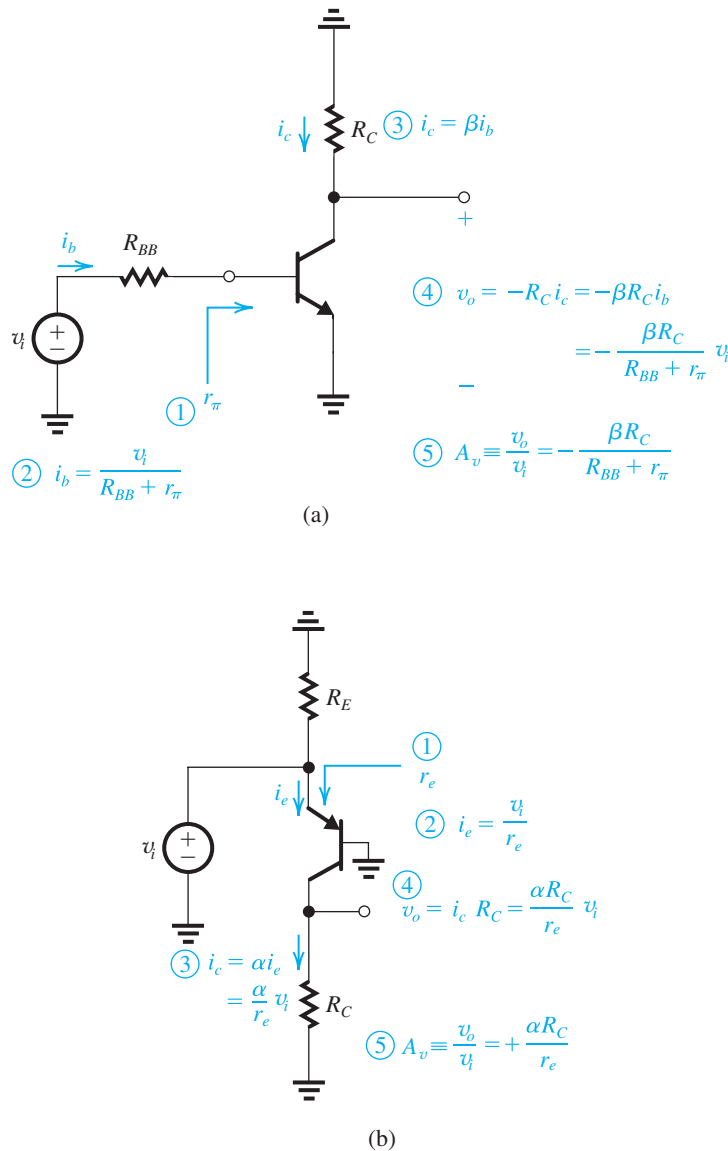 i_c R_C ③ i_c = βi_b
+
i_b R_BB
④ v_o = −R_C i_c = −βR_C i_b
= − βR_C / (R_BB + r_π) v_i
v_i + −
−
① r_π
② i_b = v_i / (R_BB + r_π)
⑤ A_v ≡ v_o / v_i = − βR_C / (R_BB + r_π)
(a)
R_E
① r_e
i_e
② i_e = v_i / r_e
v_i + −
④ v_o = i_c R_C = αR_C / r_e v_i
③ i_c = αi_e
= α / r_e v_i
R_C
⑤ A_v ≡ v_o / v_i = + αR_C / r_e
(b)